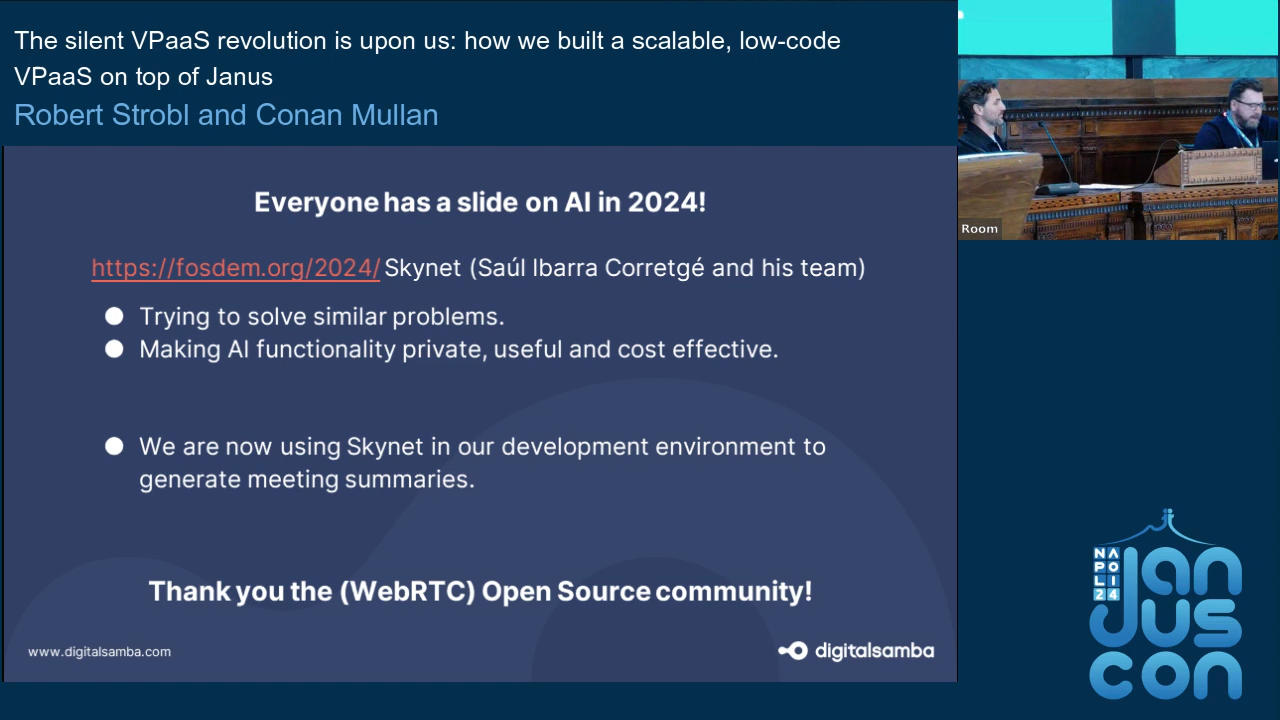 The silent VPaaS revolution is upon us: how we built a scalable, low-code
VPaaS on top of Janus
Robert Strobl and Conan Mullan
Room
Everyone has a slide on AI in 2024!
https://fosdem.org/2024/ Skynet (Saúl Ibarra Corretgé and his team)
● Trying to solve similar problems.
● Making AI functionality private, useful and cost effective.
● We are now using Skynet in our development environment to
generate meeting summaries.
Thank you the (WebRTC) Open Source community!
www.digitalsamba.com
digitalsamba
NAPOLI 24
Jan
Jus
con